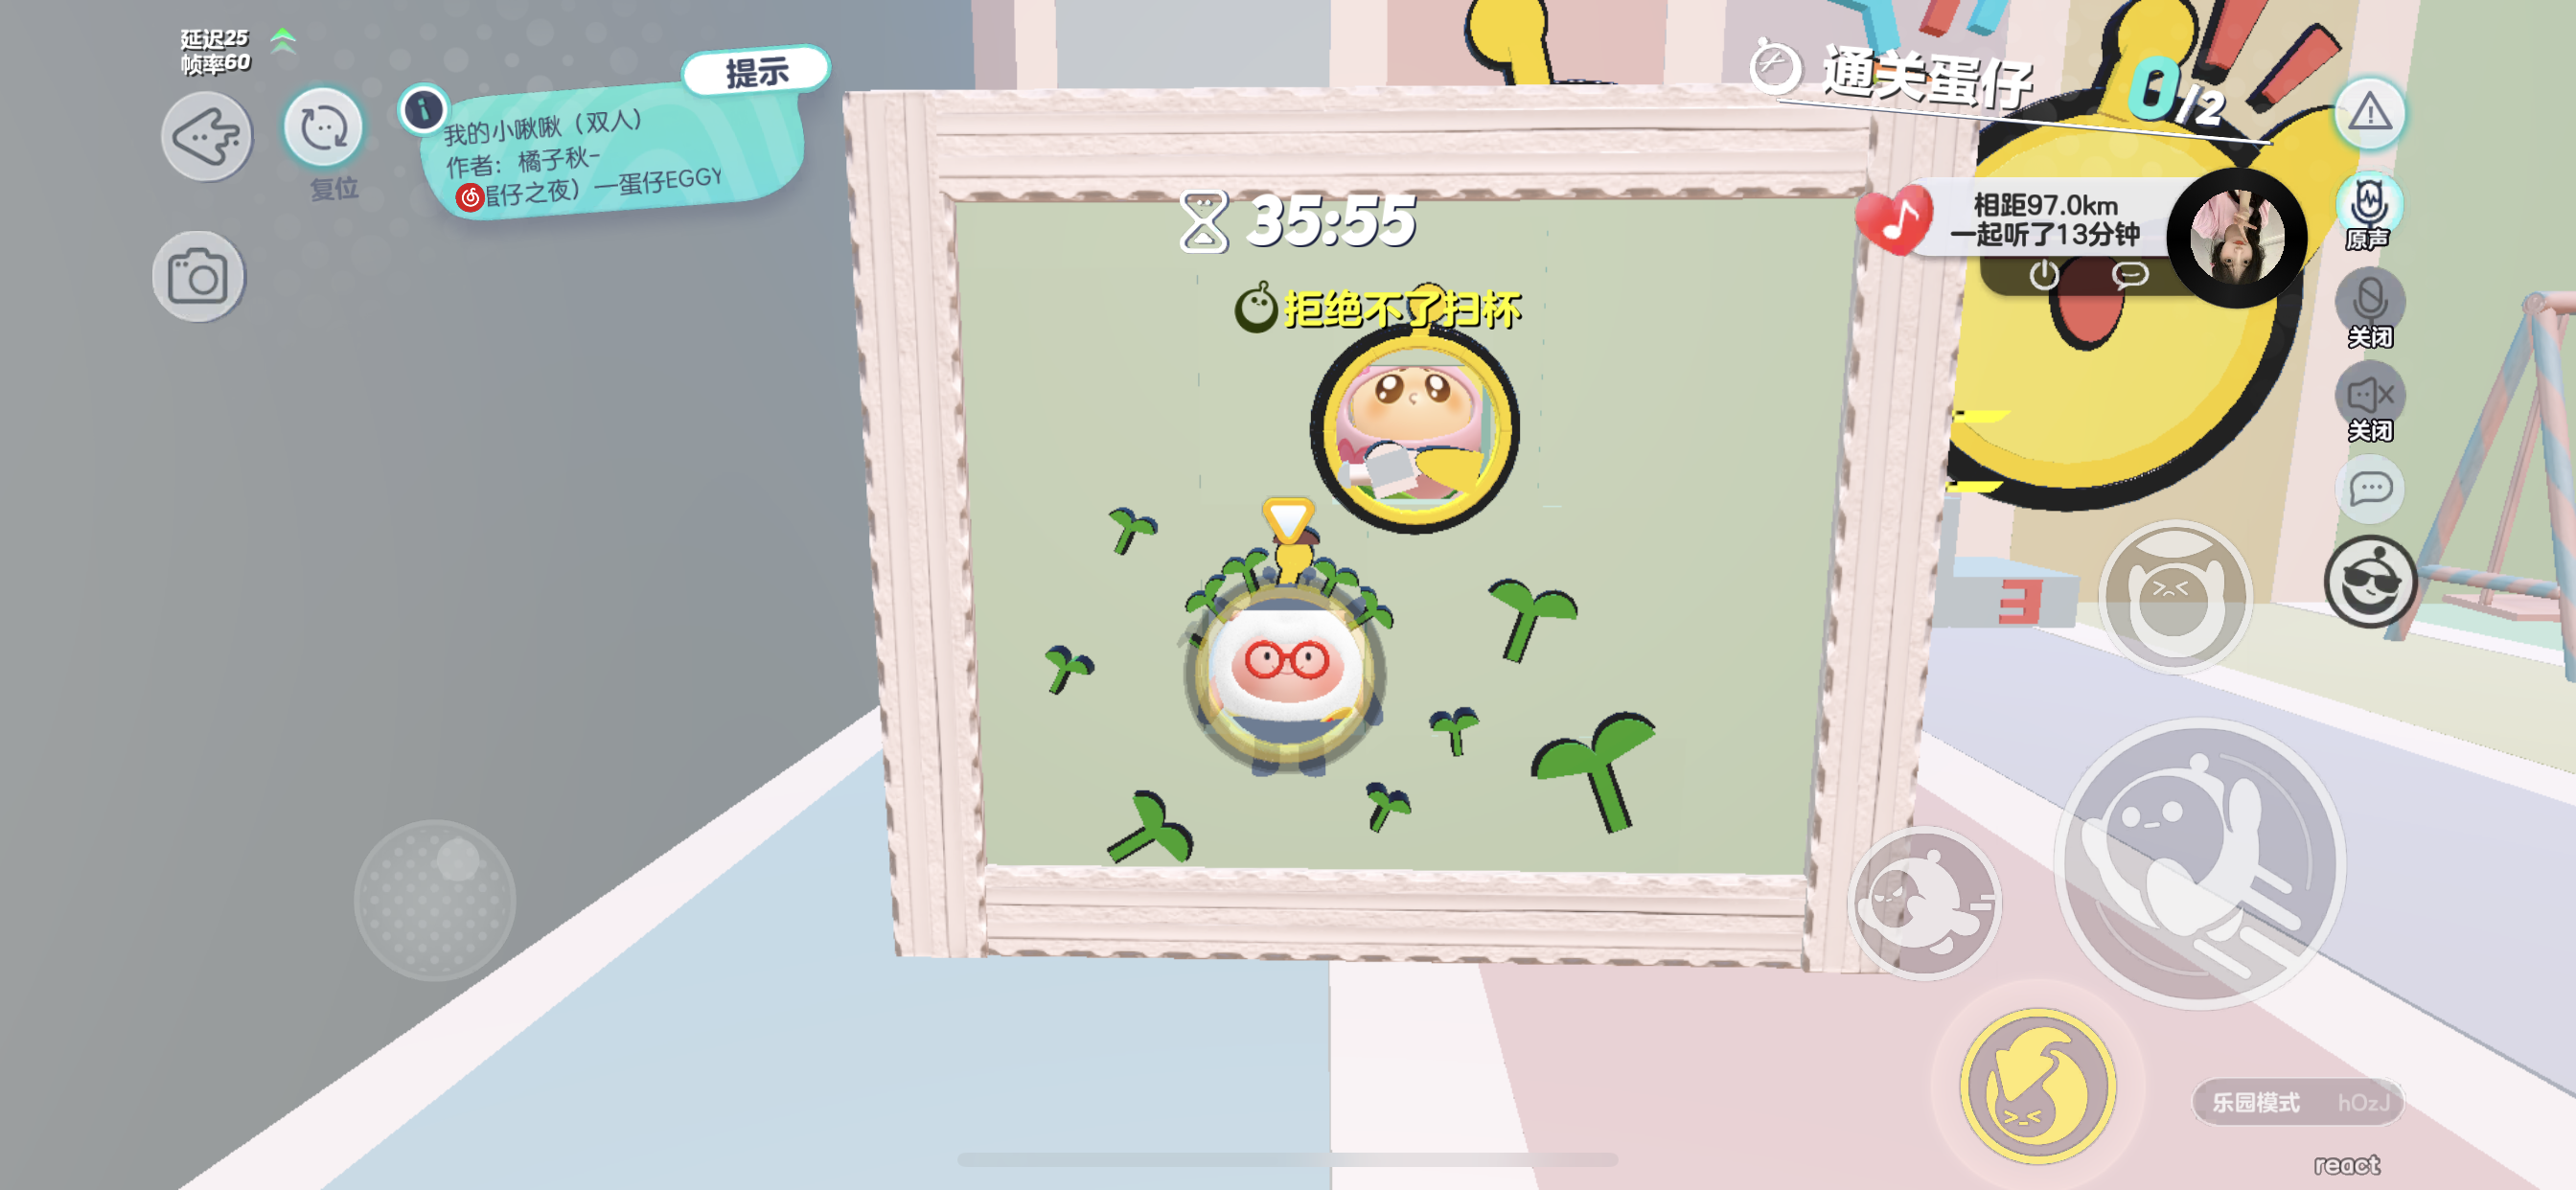 延迟25
帧率60
复位
提示
我的小啾啾（双人）
作者：橘子秋-
蛋仔之夜）—蛋仔EGGY
35:55
拒绝不了扫杯
通关蛋仔 0/2
相距97.0km
一起听了13分钟
原声
关闭
关闭
3
乐园模式 hOzJ
react